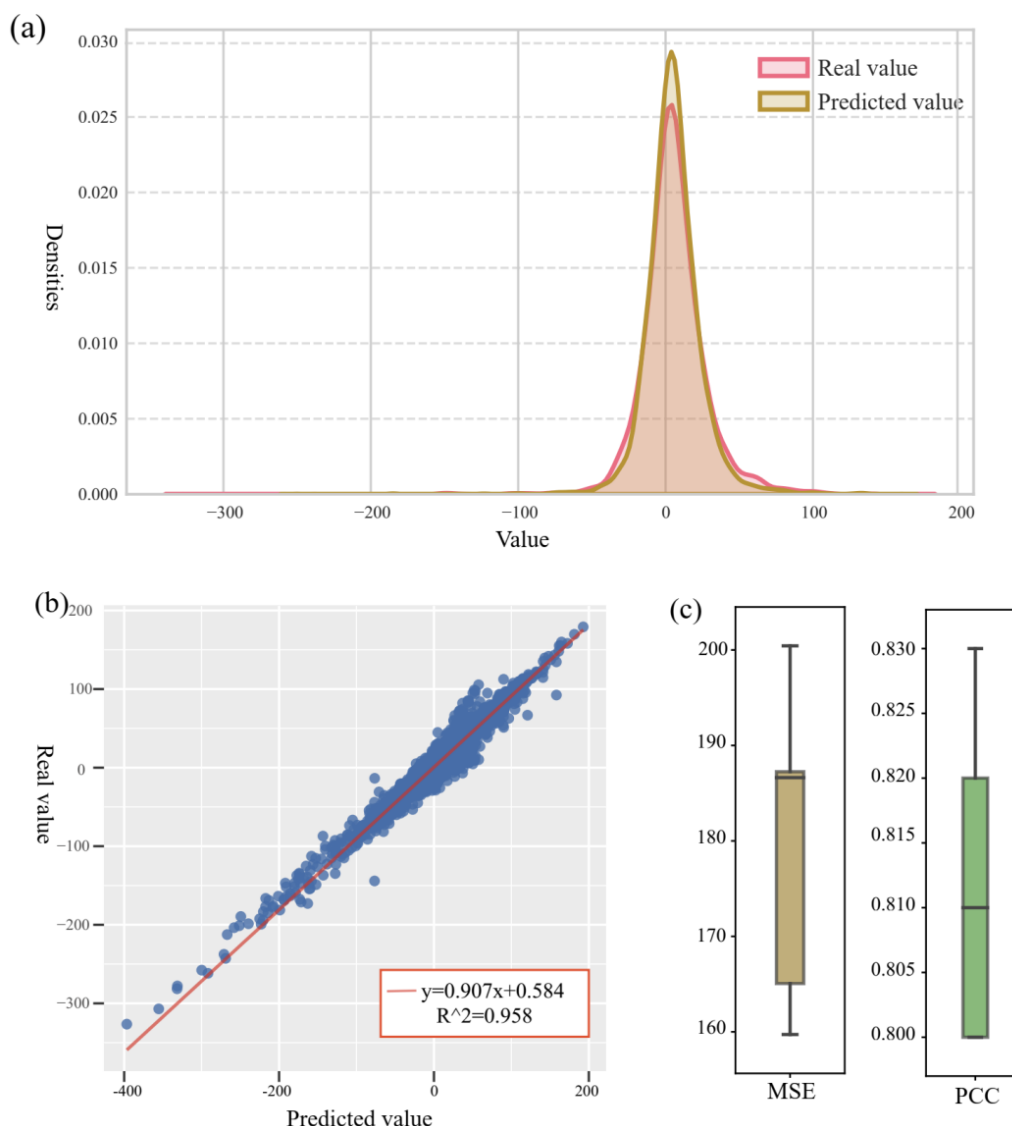 (a)
0.030
0.025
0.020
0.015
0.010
0.005
0.000
Densities
Real value
Predicted value
−300
−200
−100
0
100
200
Value
(b)
200
100
0
−100
−200
−300
Real value
y=0.907x+0.584
R^2=0.958
-400
-200
0
200
Predicted value
(c)
200
190
180
170
160
MSE
0.830
0.825
0.820
0.815
0.810
0.805
0.800
PCC